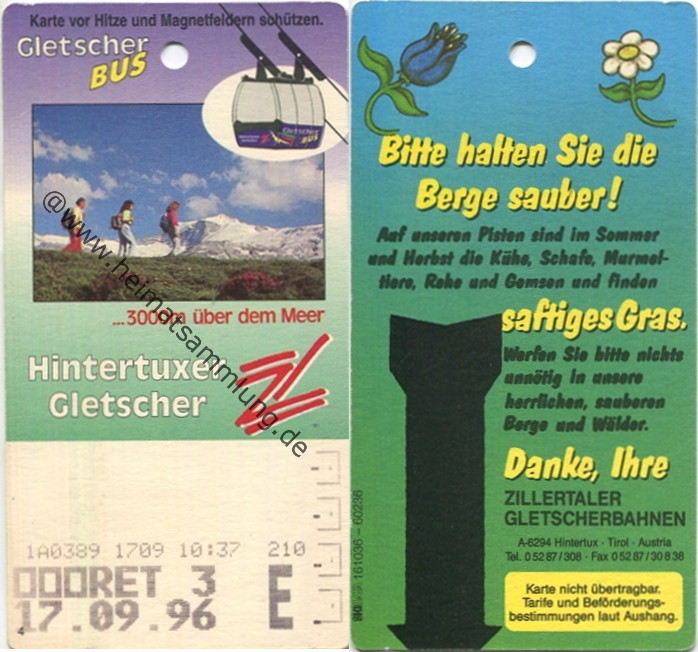 Karte vor Hitze und Magnetfeldern schützen.
Gletscher
BUS
Gletscher
BUS
@www.heimatsammlung.de
...3000m über dem Meer
Hintertuxer
Gletscher
1A0389 1709 10:37 210
RET 3
17.09.96 E
4
161036 - 60236
Bitte halten Sie die
Berge sauber!
Auf unseren Pisten sind im Sommer
und Herbst die Kühe, Schafe, Murmel-
tiere, Rehe und Gemsen und finden
saftiges Gras.
Werfen Sie bitte nichts
unnötig in unsere
herrlichen, sauberen
Berge und Wälder.
Danke, Ihre
ZILLERTALER
GLETSCHERBAHNEN
A-6294 Hintertux · Tirol · Austria
Tel. 0 52 87 / 308 · Fax 0 52 87 / 30 8 38
Karte nicht übertragbar.
Tarife und Beförderungs-
bestimmungen laut Aushang.